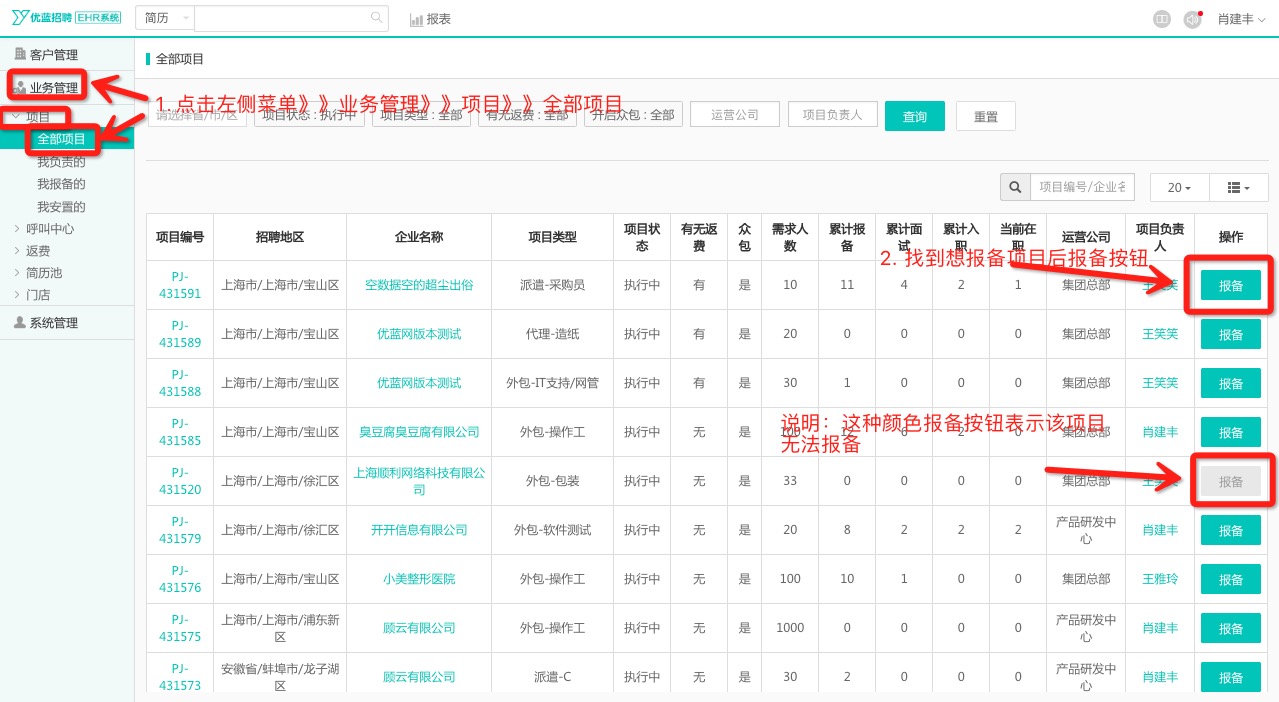 优蓝招聘 EHR系统 简历 报表 肖建丰
客户管理
业务管理
项目
全部项目
我负责的
我报备的
我安置的
呼叫中心
返费
简历池
门店
系统管理
全部项目
1. 点击左侧菜单》》业务管理》》项目》》全部项目
请选择省/市/区 项目状态 : 执行中 项目类型 : 全部 有无返费 : 全部 开启众包 : 全部 运营公司 项目负责人 查询 重置
项目编号/企业名 20
项目编号 招聘地区 企业名称 项目类型 项目状态 有无返费 众包 需求人数 累计报备 累计面试 累计入职 当前在职 运营公司 项目负责人 操作
2. 找到想报备项目后报备按钮
PJ-431591 上海市/上海市/宝山区 空数据空的超尘出俗 派遣-采购员 执行中 有 是 10 11 4 2 1 集团总部 王笑笑 报备
PJ-431589 上海市/上海市/宝山区 优蓝网版本测试 代理-造纸 执行中 有 是 20 0 0 0 0 集团总部 王笑笑 报备
PJ-431588 上海市/上海市/宝山区 优蓝网版本测试 外包-IT支持/网管 执行中 有 是 30 1 0 0 0 集团总部 王笑笑 报备
说明：这种颜色报备按钮表示该项目
无法报备
PJ-431585 上海市/上海市/宝山区 臭豆腐臭豆腐有限公司 外包-操作工 执行中 无 是 100 12 6 2 0 集团总部 肖建丰 报备
PJ-431520 上海市/上海市/徐汇区 上海顺利网络科技有限公司 外包-包装 执行中 无 是 33 0 0 0 0 集团总部 王笑笑 报备
PJ-431579 上海市/上海市/徐汇区 开开信息有限公司 外包-软件测试 执行中 无 是 20 8 2 2 2 产品研发中心 肖建丰 报备
PJ-431576 上海市/上海市/宝山区 小美整形医院 外包-操作工 执行中 无 是 100 10 1 0 0 集团总部 王雅玲 报备
PJ-431575 上海市/上海市/浦东新区 顾云有限公司 外包-操作工 执行中 无 是 1000 0 0 0 0 产品研发中心 肖建丰 报备
PJ-431573 安徽省/蚌埠市/龙子湖区 顾云有限公司 派遣-C 执行中 无 是 30 2 0 0 0 产品研发中心 肖建丰 报备